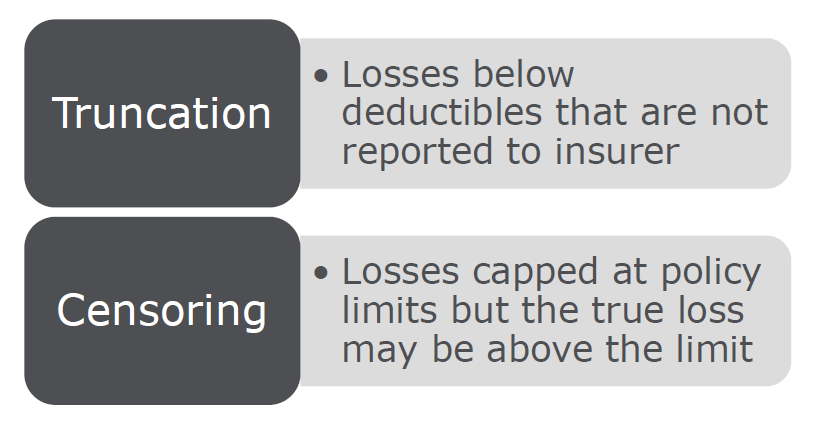 Truncation
• Losses below
deductibles that are not
reported to insurer
Censoring
• Losses capped at policy
limits but the true loss
may be above the limit